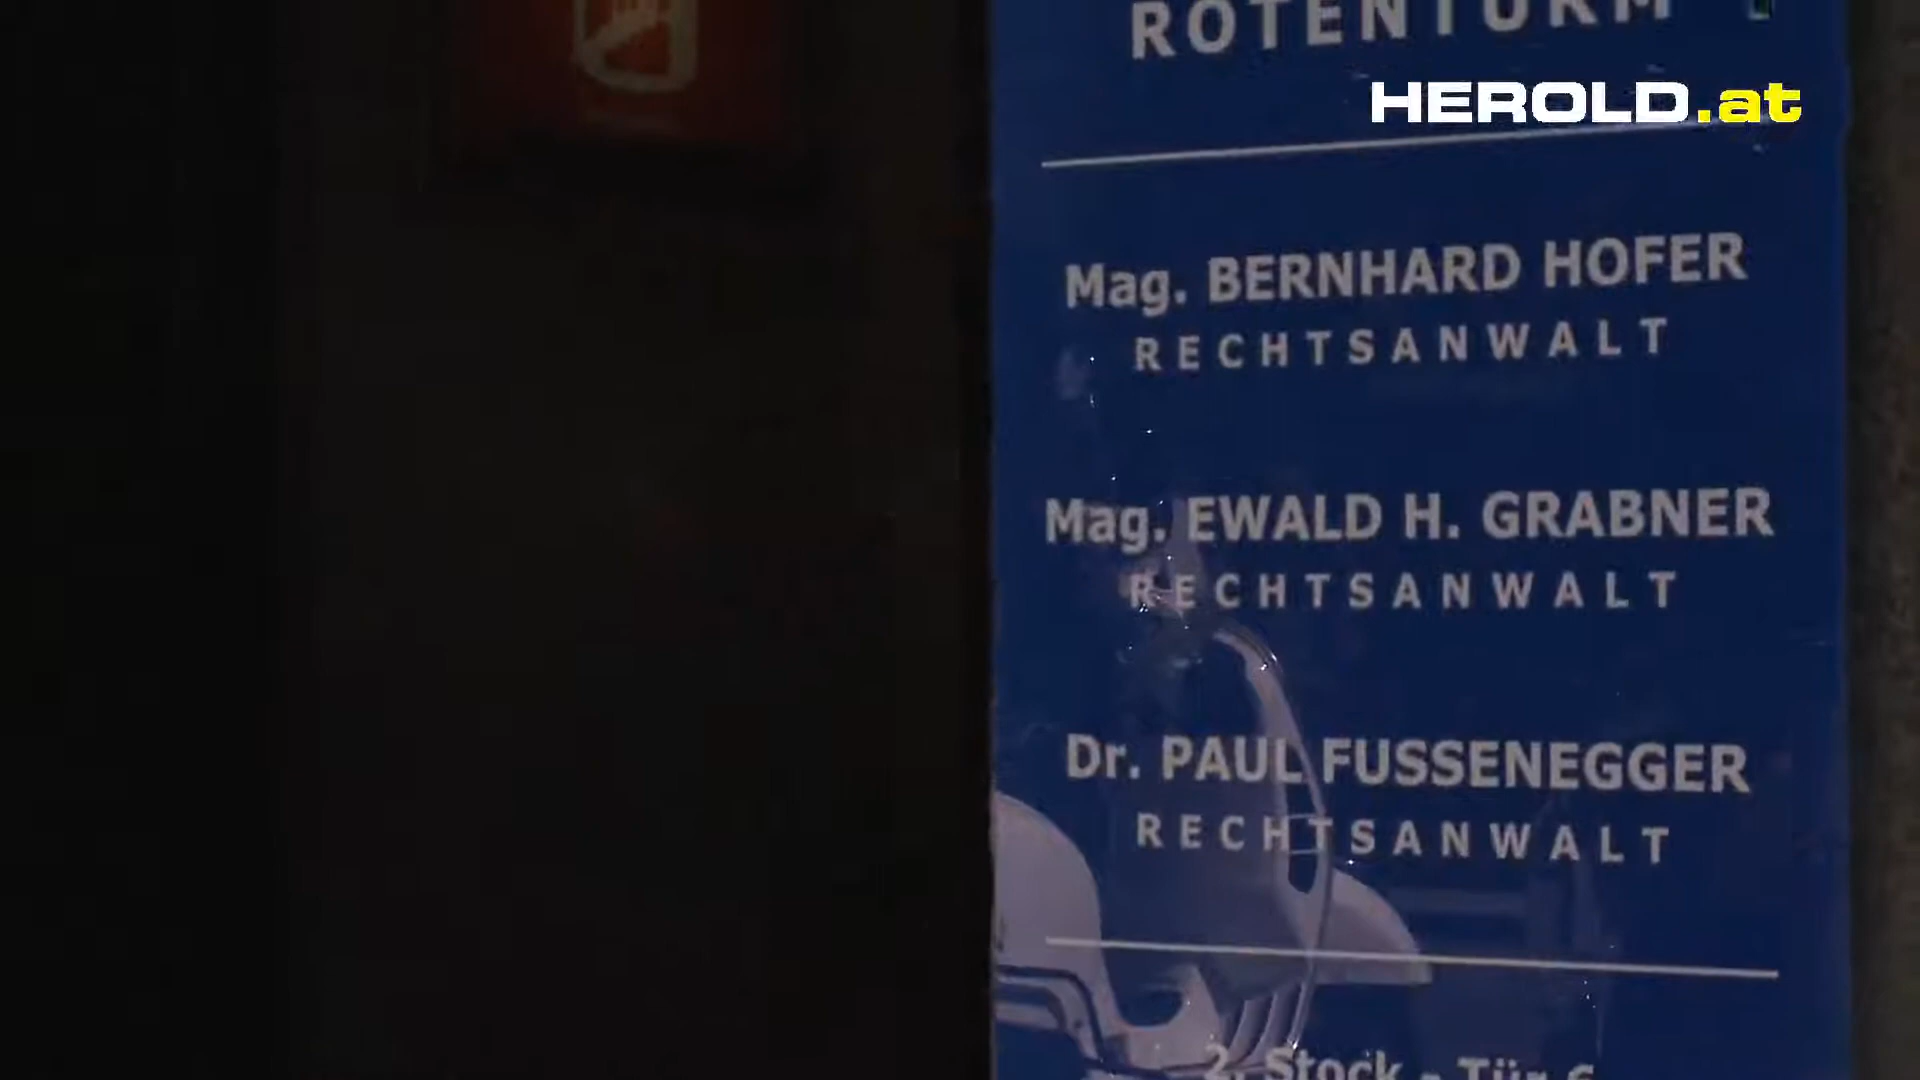 ROTENTURM
HEROLD.at
Mag. BERNHARD HOFER
RECHTSANWALT
Mag. EWALD H. GRABNER
RECHTSANWALT
Dr. PAUL FUSSENEGGER
RECHTSANWALT
2. Stock - Tür 6